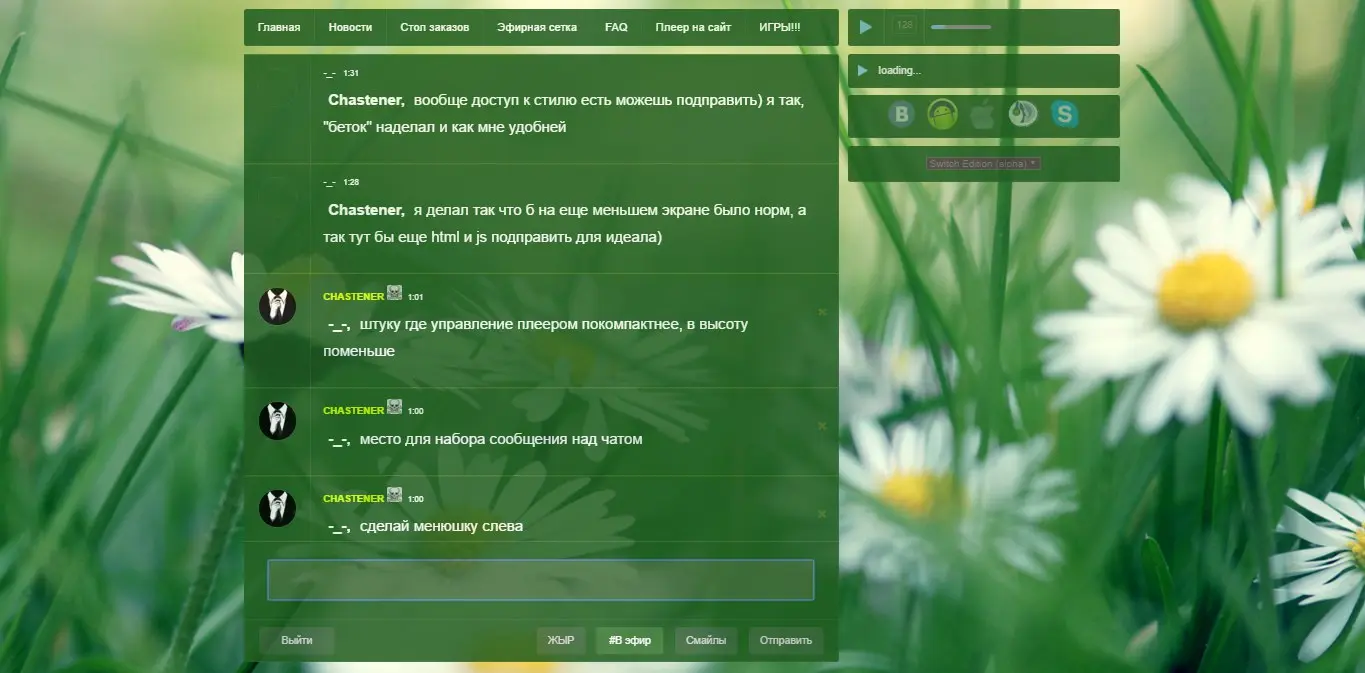 Главная Новости Стол заказов Эфирная сетка FAQ Плеер на сайт ИГРЫ!!!
128
loading...
B S
Switch Edition (alpha)
-_- 1:31
Chastener, вообще доступ к стилю есть можешь подправить) я так,
"беток" наделал и как мне удобней
-_- 1:28
Chastener, я делал так что б на еще меньшем экране было норм, а
так тут бы еще html и js подправить для идеала)
CHASTENER 1:01
-_-, штуку где управление плеером покомпактнее, в высоту
поменьше
CHASTENER 1:00
-_-, место для набора сообщения над чатом
CHASTENER 1:00
-_-, сделай менюшку слева
Выйти ЖЫР #В эфир Смайлы Отправить